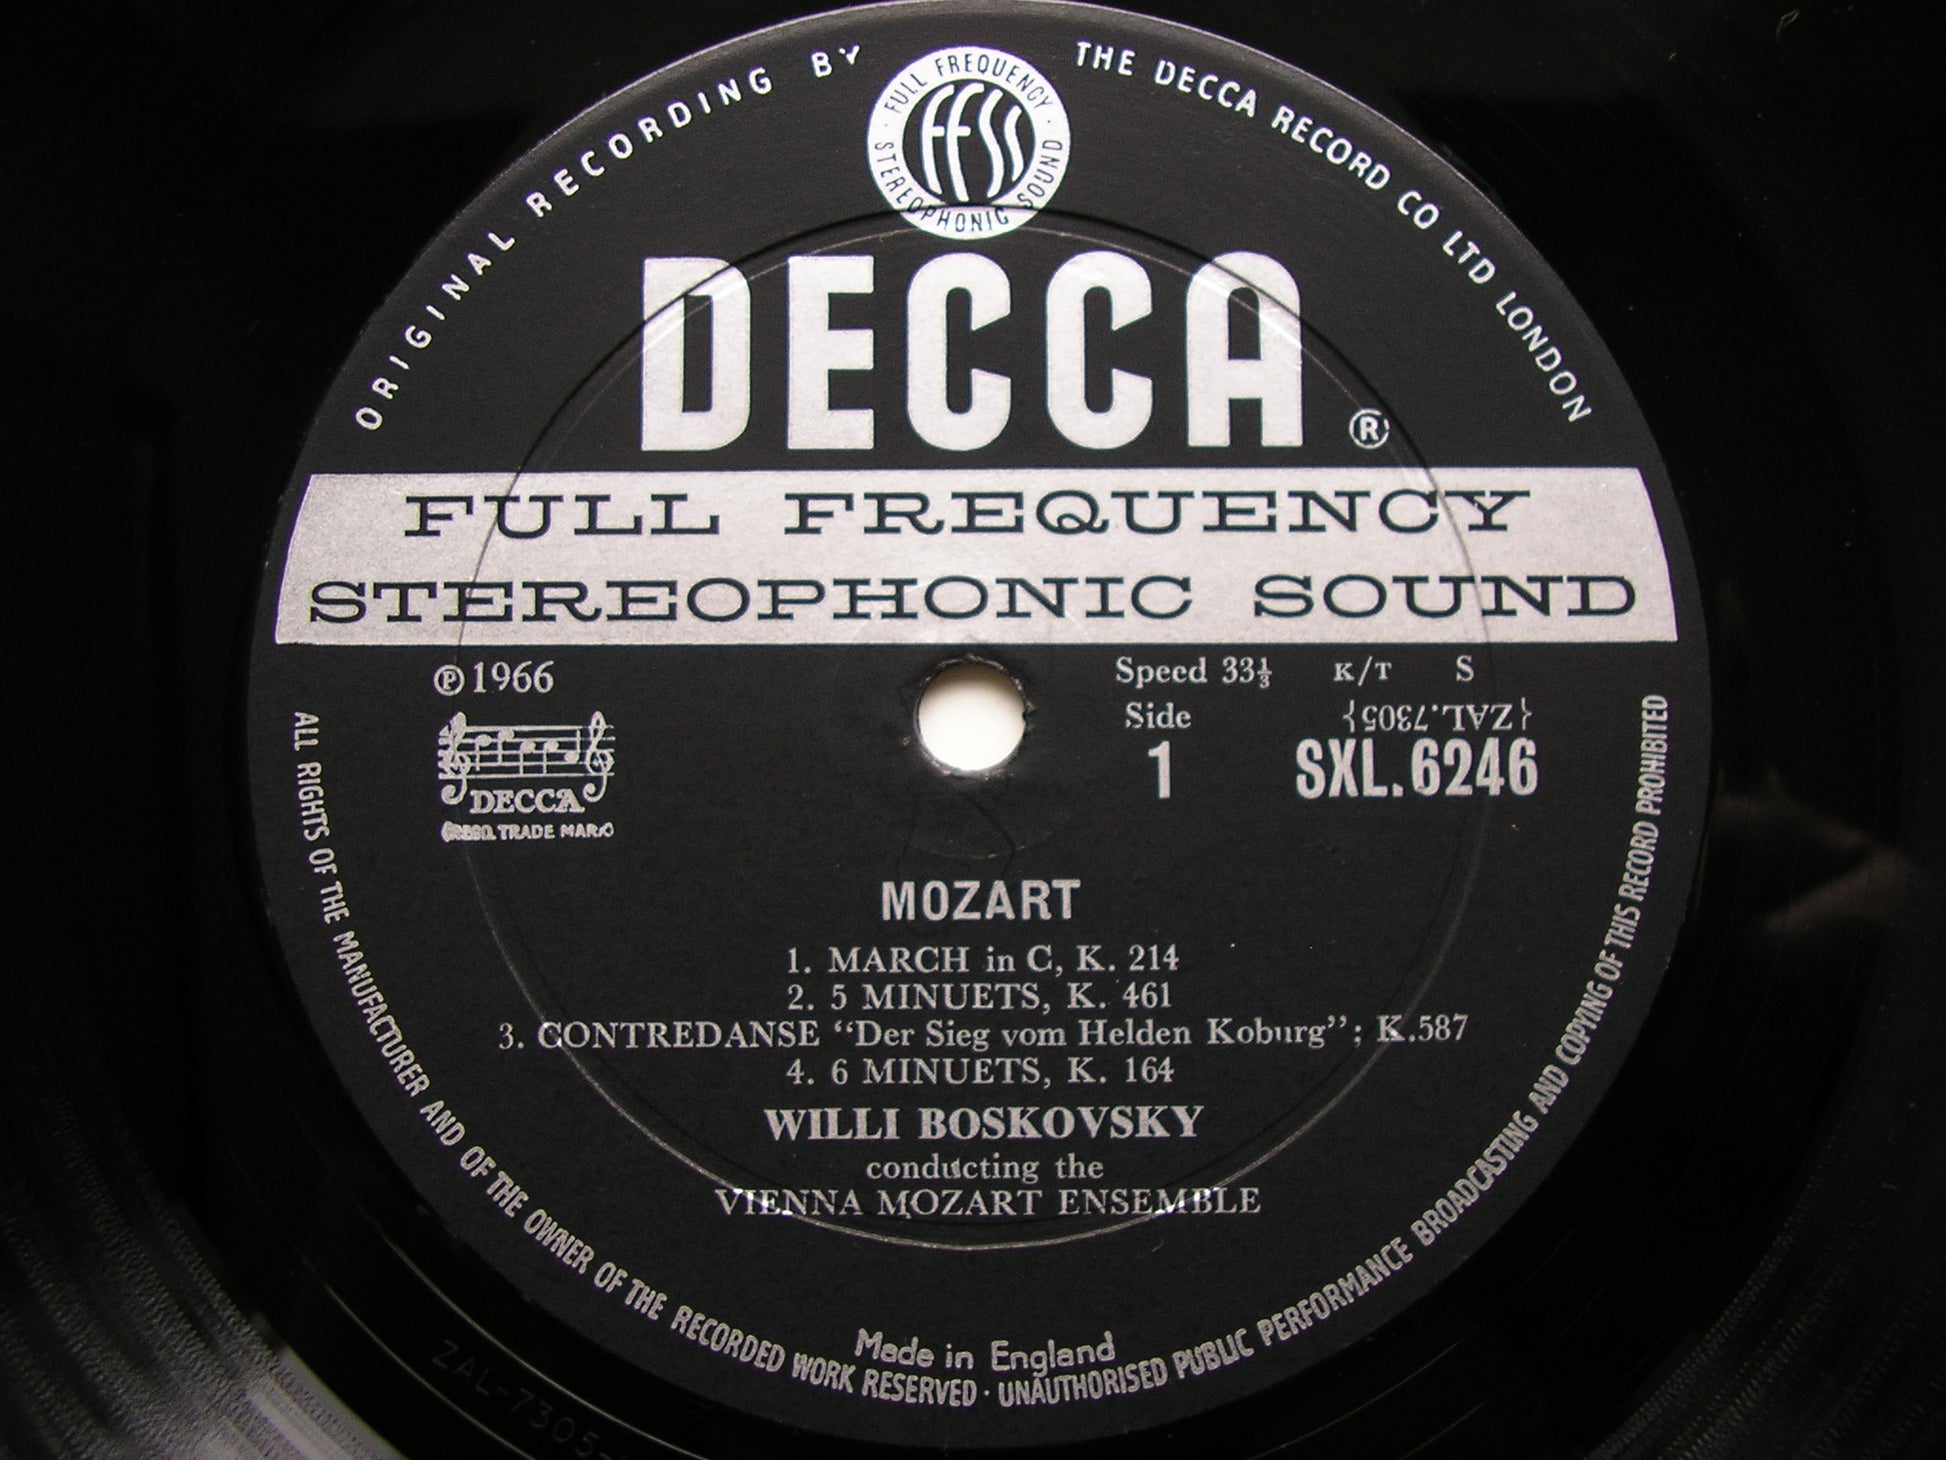 ORIGINAL RECORDING BY THE DECCA RECORD CO LTD LONDON
FULL FREQUENCY
STEREOPHONIC SOUND
FFSS
DECCA ®
FULL FREQUENCY
STEREOPHONIC SOUND
℗ 1966
Speed 33⅓ K/T S
Side {ZAL.7305}
1 SXL.6246
DECCA
(REGD. TRADE MARK)
MOZART
1. MARCH in C, K. 214
2. 5 MINUETS, K. 461
3. CONTREDANSE “Der Sieg vom Helden Koburg”; K.587
4. 6 MINUETS, K. 164
WILLI BOSKOVSKY
conducting the
VIENNA MOZART ENSEMBLE
Made in England
ALL RIGHTS OF THE MANUFACTURER AND OF THE OWNER OF THE RECORDED WORK RESERVED · UNAUTHORISED PUBLIC PERFORMANCE BROADCASTING AND COPYING OF THIS RECORD PROHIBITED
ZAL-7305-